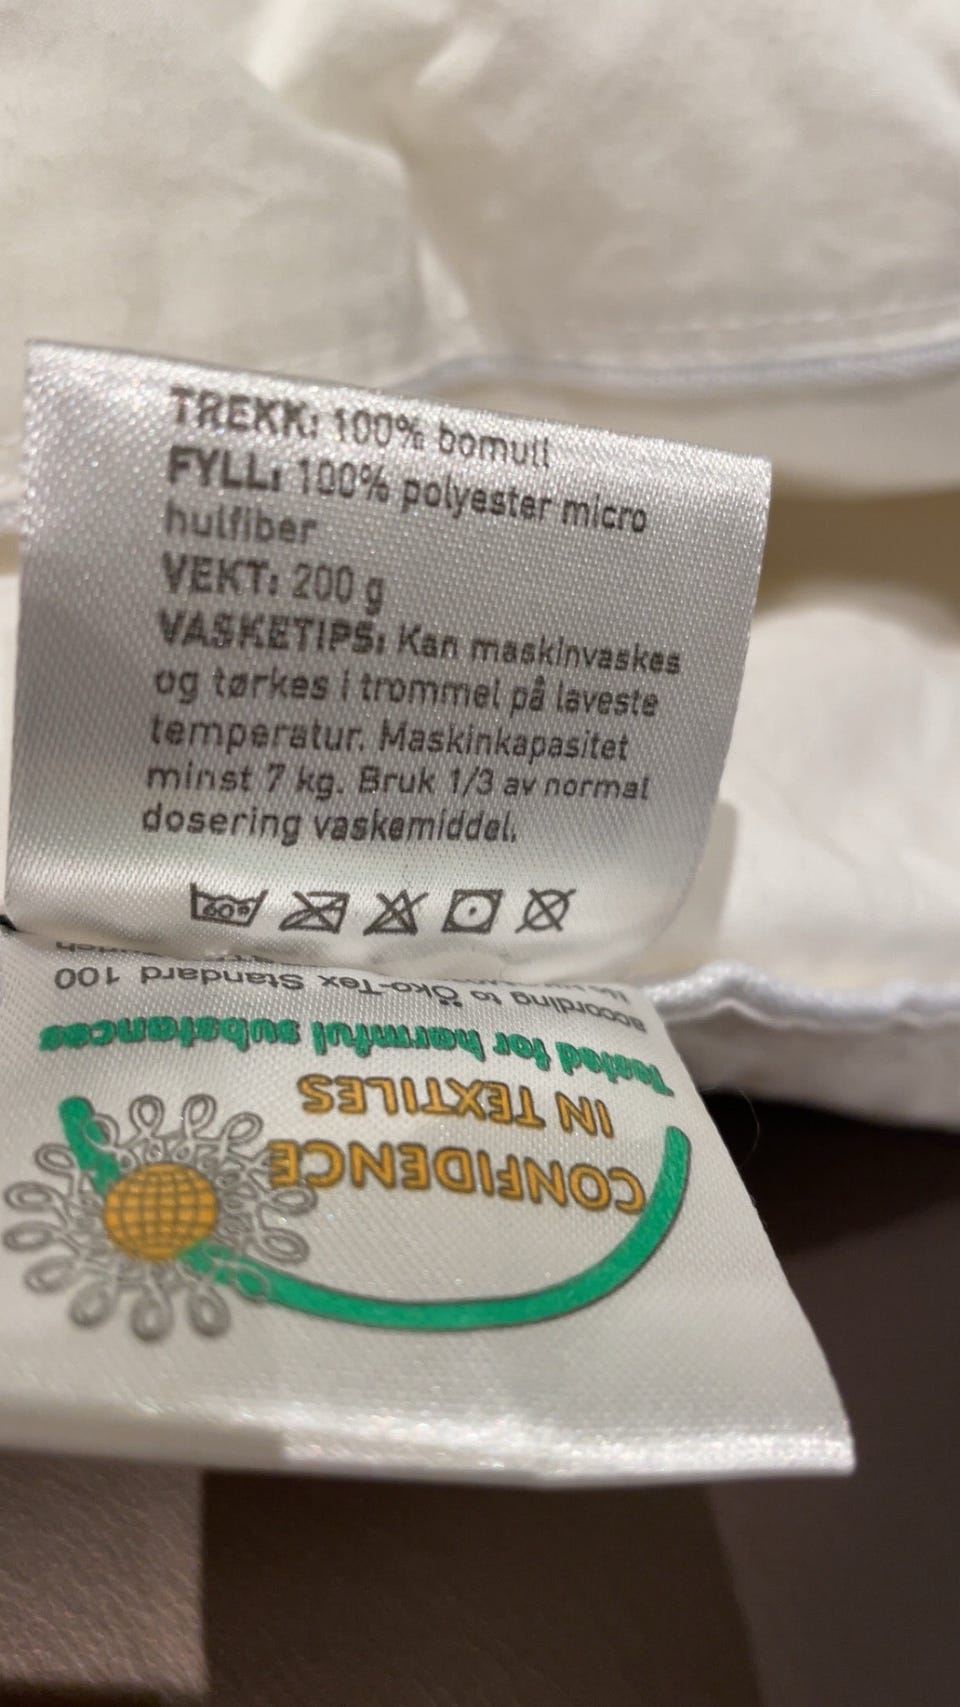 TREKK: 100% bomull
FYLL: 100% polyester micro
hulfiber
VEKT: 200 g
VASKETIPS: Kan maskinvaskes
og tørkes i trommel på laveste
temperatur. Maskinkapasitet
minst 7 kg. Bruk 1/3 av normal
dosering vaskemiddel.
60°
CONFIDENCE
IN TEXTILES
Tested for harmful substances
according to Öko-Tex Standard 100